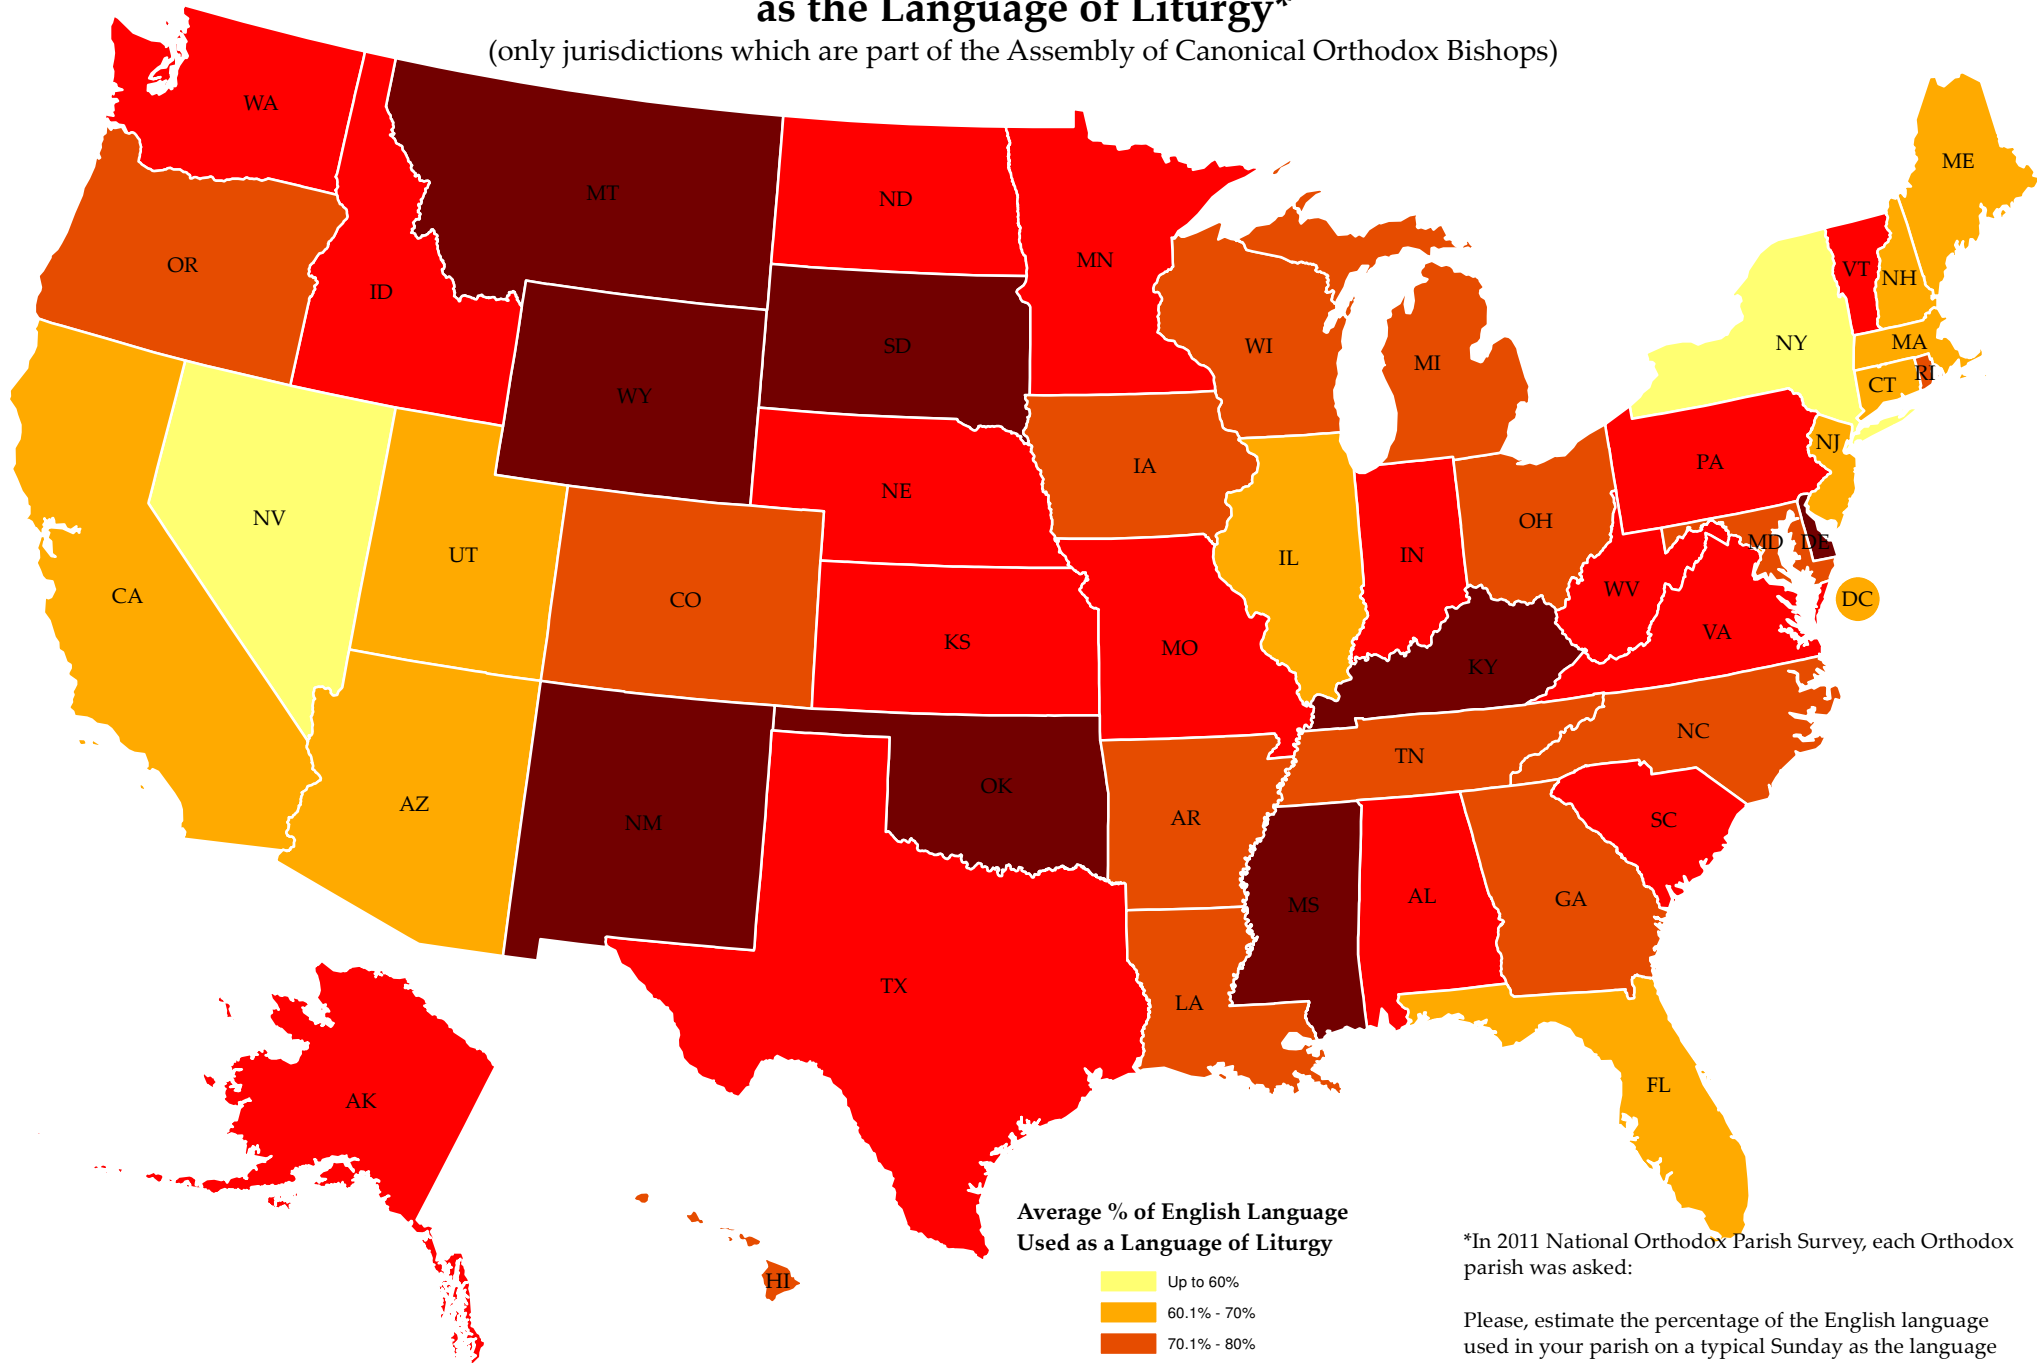 as the Language of Liturgy*
(only jurisdictions which are part of the Assembly of Canonical Orthodox Bishops)
WA
MT
ND
ME
OR
ID
MN
VT
NH
SD
WI
MI
NY
MA
WY
CT
RI
NJ
IA
PA
NE
NV
OH
UT
IL
IN
MD
DE
CA
CO
WV
DC
KS
MO
VA
KY
NC
TN
OK
AZ
NM
AR
SC
MS
AL
GA
TX
LA
FL
AK
HI
Average % of English Language
Used as a Language of Liturgy
Up to 60%
60.1% - 70%
70.1% - 80%
*In 2011 National Orthodox Parish Survey, each Orthodox
parish was asked:
Please, estimate the percentage of the English language
used in your parish on a typical Sunday as the language